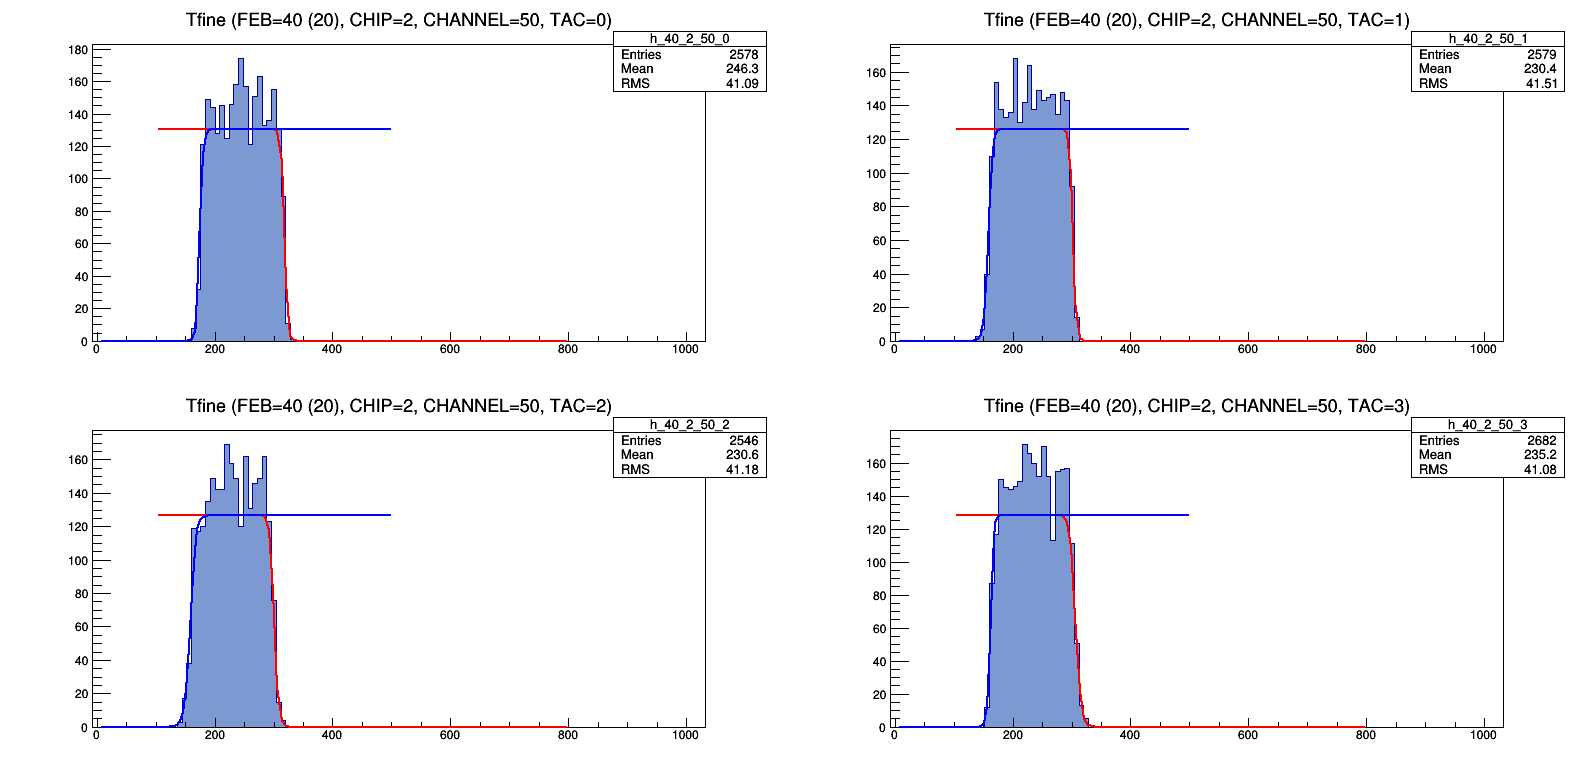 Tfine (FEB=40 (20), CHIP=2, CHANNEL=50, TAC=0)
h_40_2_50_0
Entries 2578
Mean 246.3
RMS 41.09
180
160
140
120
100
80
60
40
20
0
0 200 400 600 800 1000
Tfine (FEB=40 (20), CHIP=2, CHANNEL=50, TAC=1)
h_40_2_50_1
Entries 2579
Mean 230.4
RMS 41.51
160
140
120
100
80
60
40
20
0
0 200 400 600 800 1000
Tfine (FEB=40 (20), CHIP=2, CHANNEL=50, TAC=2)
h_40_2_50_2
Entries 2546
Mean 230.6
RMS 41.18
160
140
120
100
80
60
40
20
0
0 200 400 600 800 1000
Tfine (FEB=40 (20), CHIP=2, CHANNEL=50, TAC=3)
h_40_2_50_3
Entries 2682
Mean 235.2
RMS 41.08
160
140
120
100
80
60
40
20
0
0 200 400 600 800 1000